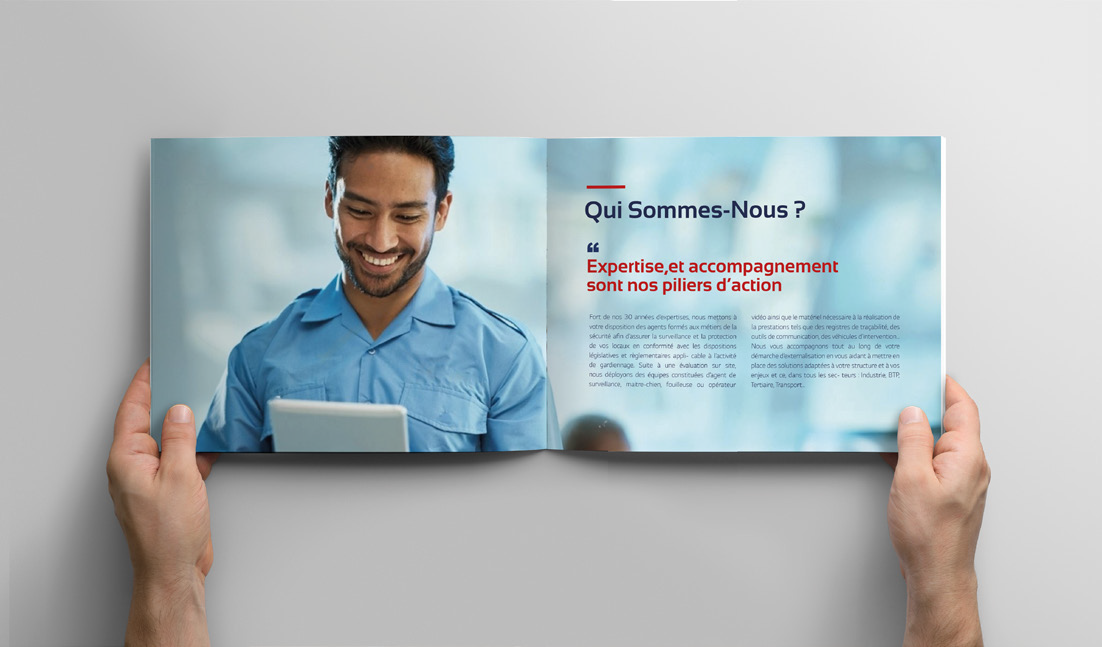 Qui Sommes-Nous ?
“
Expertise,et accompagnement
sont nos piliers d’action
Fort de nos 30 années d’expertises, nous mettons à
votre disposition des agents formés aux métiers de la
sécurité afin d’assurer la surveillance et la protection
de vos locaux en conformité avec les dispositions
législatives et réglementaires appli- cable à l’activité
de gardiennage. Suite à une évaluation sur site,
nous déployons des équipes constituées d’agent de
surveillance, maitre-chien, fouilleuse ou opérateur
vidéo ainsi que le matériel nécessaire à la réalisation de
la prestations tels que des registres de traçabilité, des
outils de communication, des véhicules d’intervention...
Nous vous accompagnons tout au long de votre
démarche d’externalisation en vous aidant à mettre en
place des solutions adaptées à votre structure et à vos
enjeux et ce, dans tous les sec- teurs : Industrie, BTP,
Tertiaire, Transport...